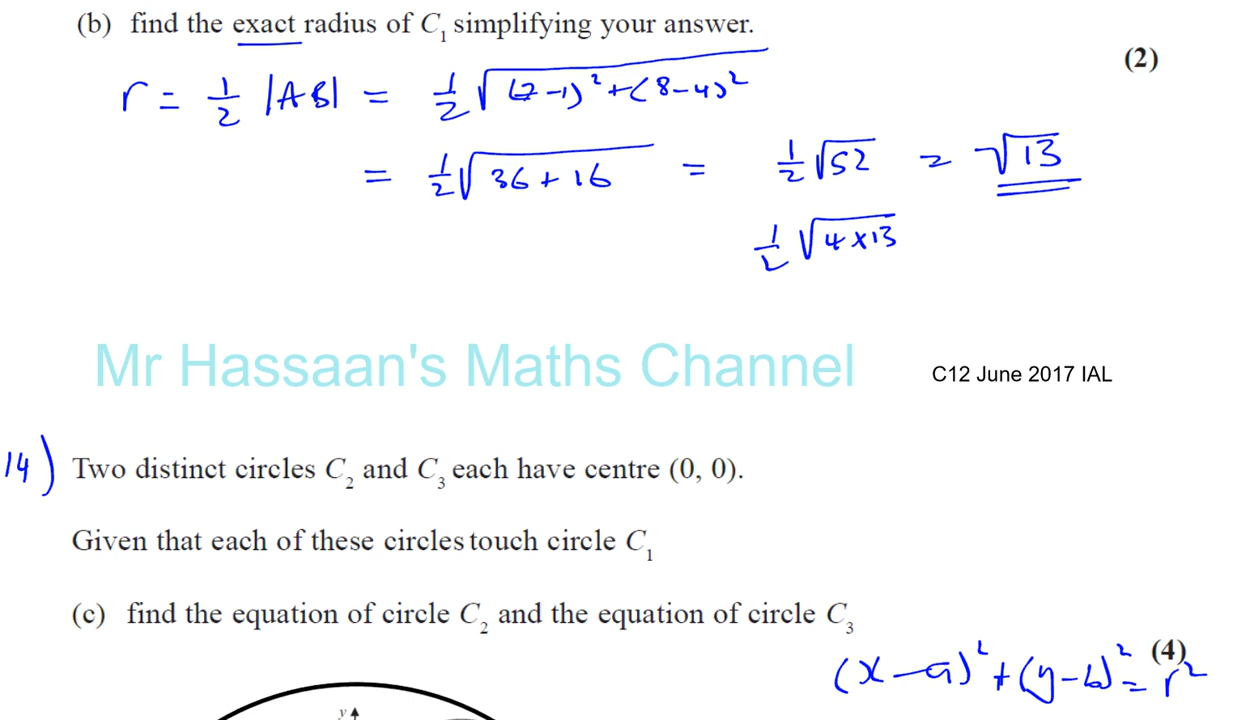 (b) find the exact radius of C₁ simplifying your answer.
(2)
r = 1/2 |AB| = 1/2 √((7-1)² + (8-4)²)
= 1/2 √(36 + 16) = 1/2 √52 = √13
1/2 √(4 × 13)
Mr Hassaan's Maths Channel
C12 June 2017 IAL
14) Two distinct circles C₂ and C₃ each have centre (0, 0).
Given that each of these circles touch circle C₁
(c) find the equation of circle C₂ and the equation of circle C₃
(4)
(x - a)² + (y - b)² = r²
y